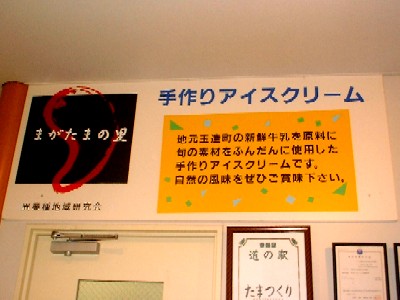 手作りアイスクリーム
まがたまの里
地元玉造町の新鮮牛乳を原料に
旬の素材をふんだんに使用した
手作りアイスクリームです。
自然の風味をぜひご賞味下さい。
道の駅
たまつくり